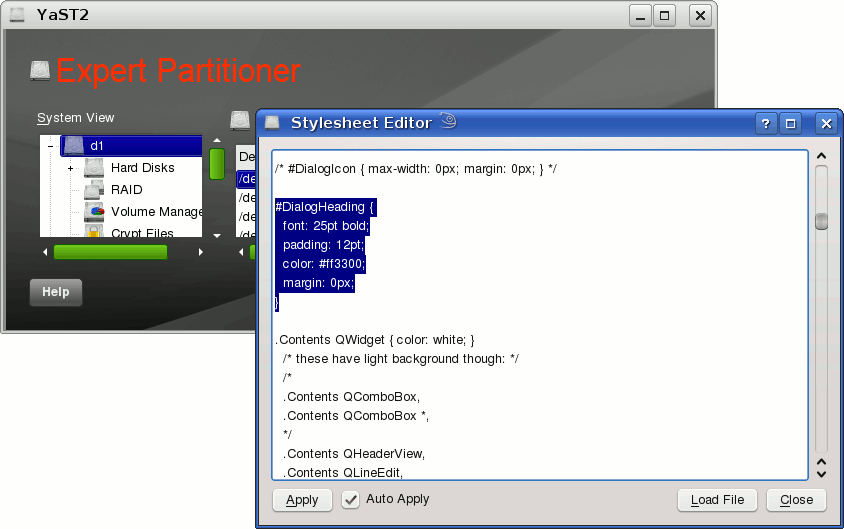 YaST2
Expert Partitioner
System View
d1
Hard Disks
RAID
Volume Manage
Crypt Files
Help
De
/de
/de
/de
/de
Stylesheet Editor
/* #DialogIcon { max-width: 0px; margin: 0px; } */
#DialogHeading {
font: 25pt bold;
padding: 12pt;
color: #ff3300;
margin: 0px;
}
.Contents QWidget { color: white; }
/* these have light background though: */
/*
.Contents QComboBox,
.Contents QComboBox *,
*/
.Contents QHeaderView,
.Contents QLineEdit,
Apply
Auto Apply
Load File
Close